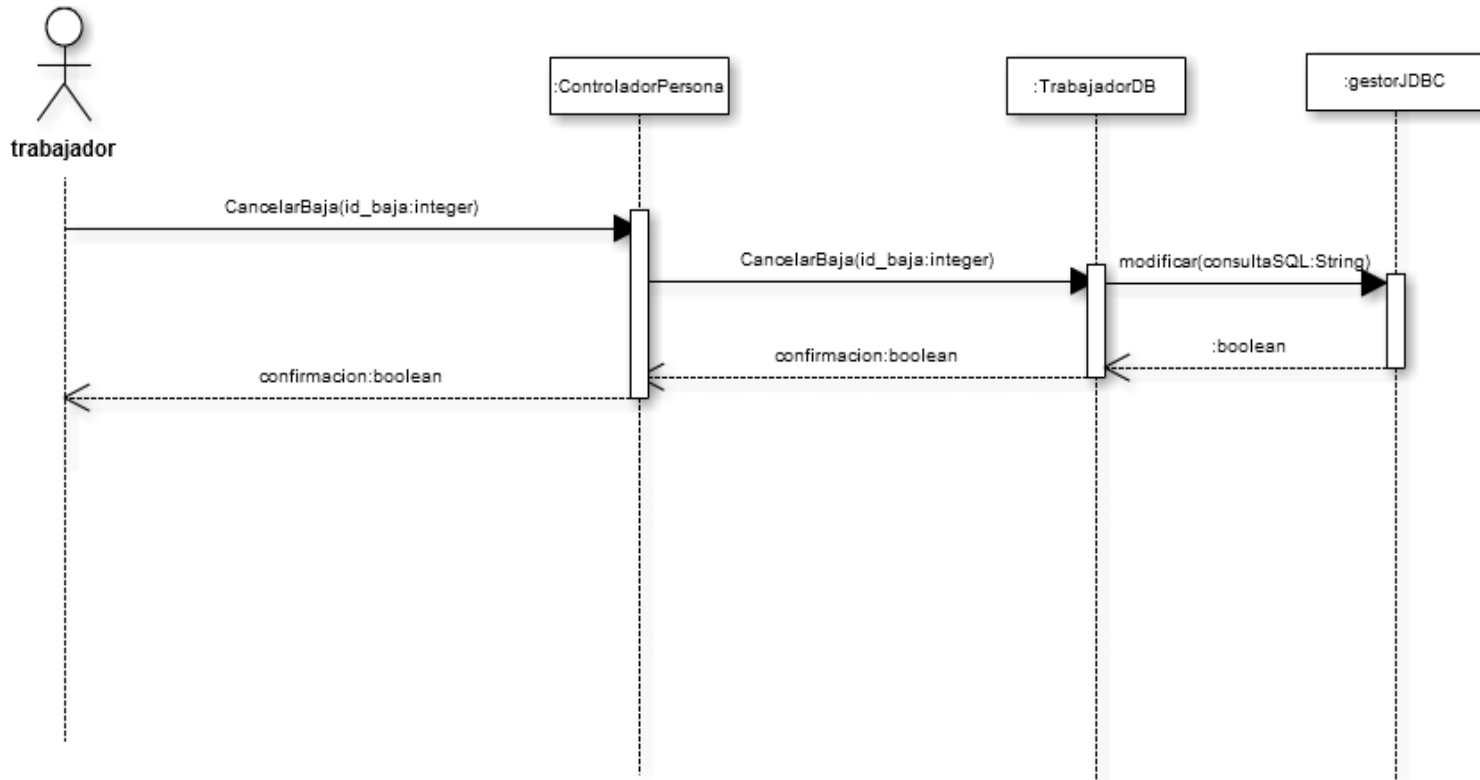 :ControladorPersona
:TrabajadorDB
:gestorJDBC
trabajador
CancelarBaja(id_baja:integer)
CancelarBaja(id_baja:integer)
modificar(consultaSQL:String)
:boolean
confirmacion:boolean
confirmacion:boolean